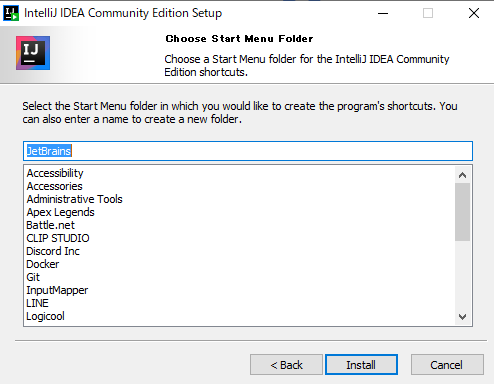 IntelliJ IDEA Community Edition Setup
IJ
Choose Start Menu Folder
Choose a Start Menu folder for the IntelliJ IDEA Community
Edition shortcuts.
Select the Start Menu folder in which you would like to create the program's shortcuts. You
can also enter a name to create a new folder.
JetBrains
Accessibility
Accessories
Administrative Tools
Apex Legends
Battle.net
CLIP STUDIO
Discord Inc
Docker
Git
InputMapper
LINE
Logicool
< Back
Install
Cancel